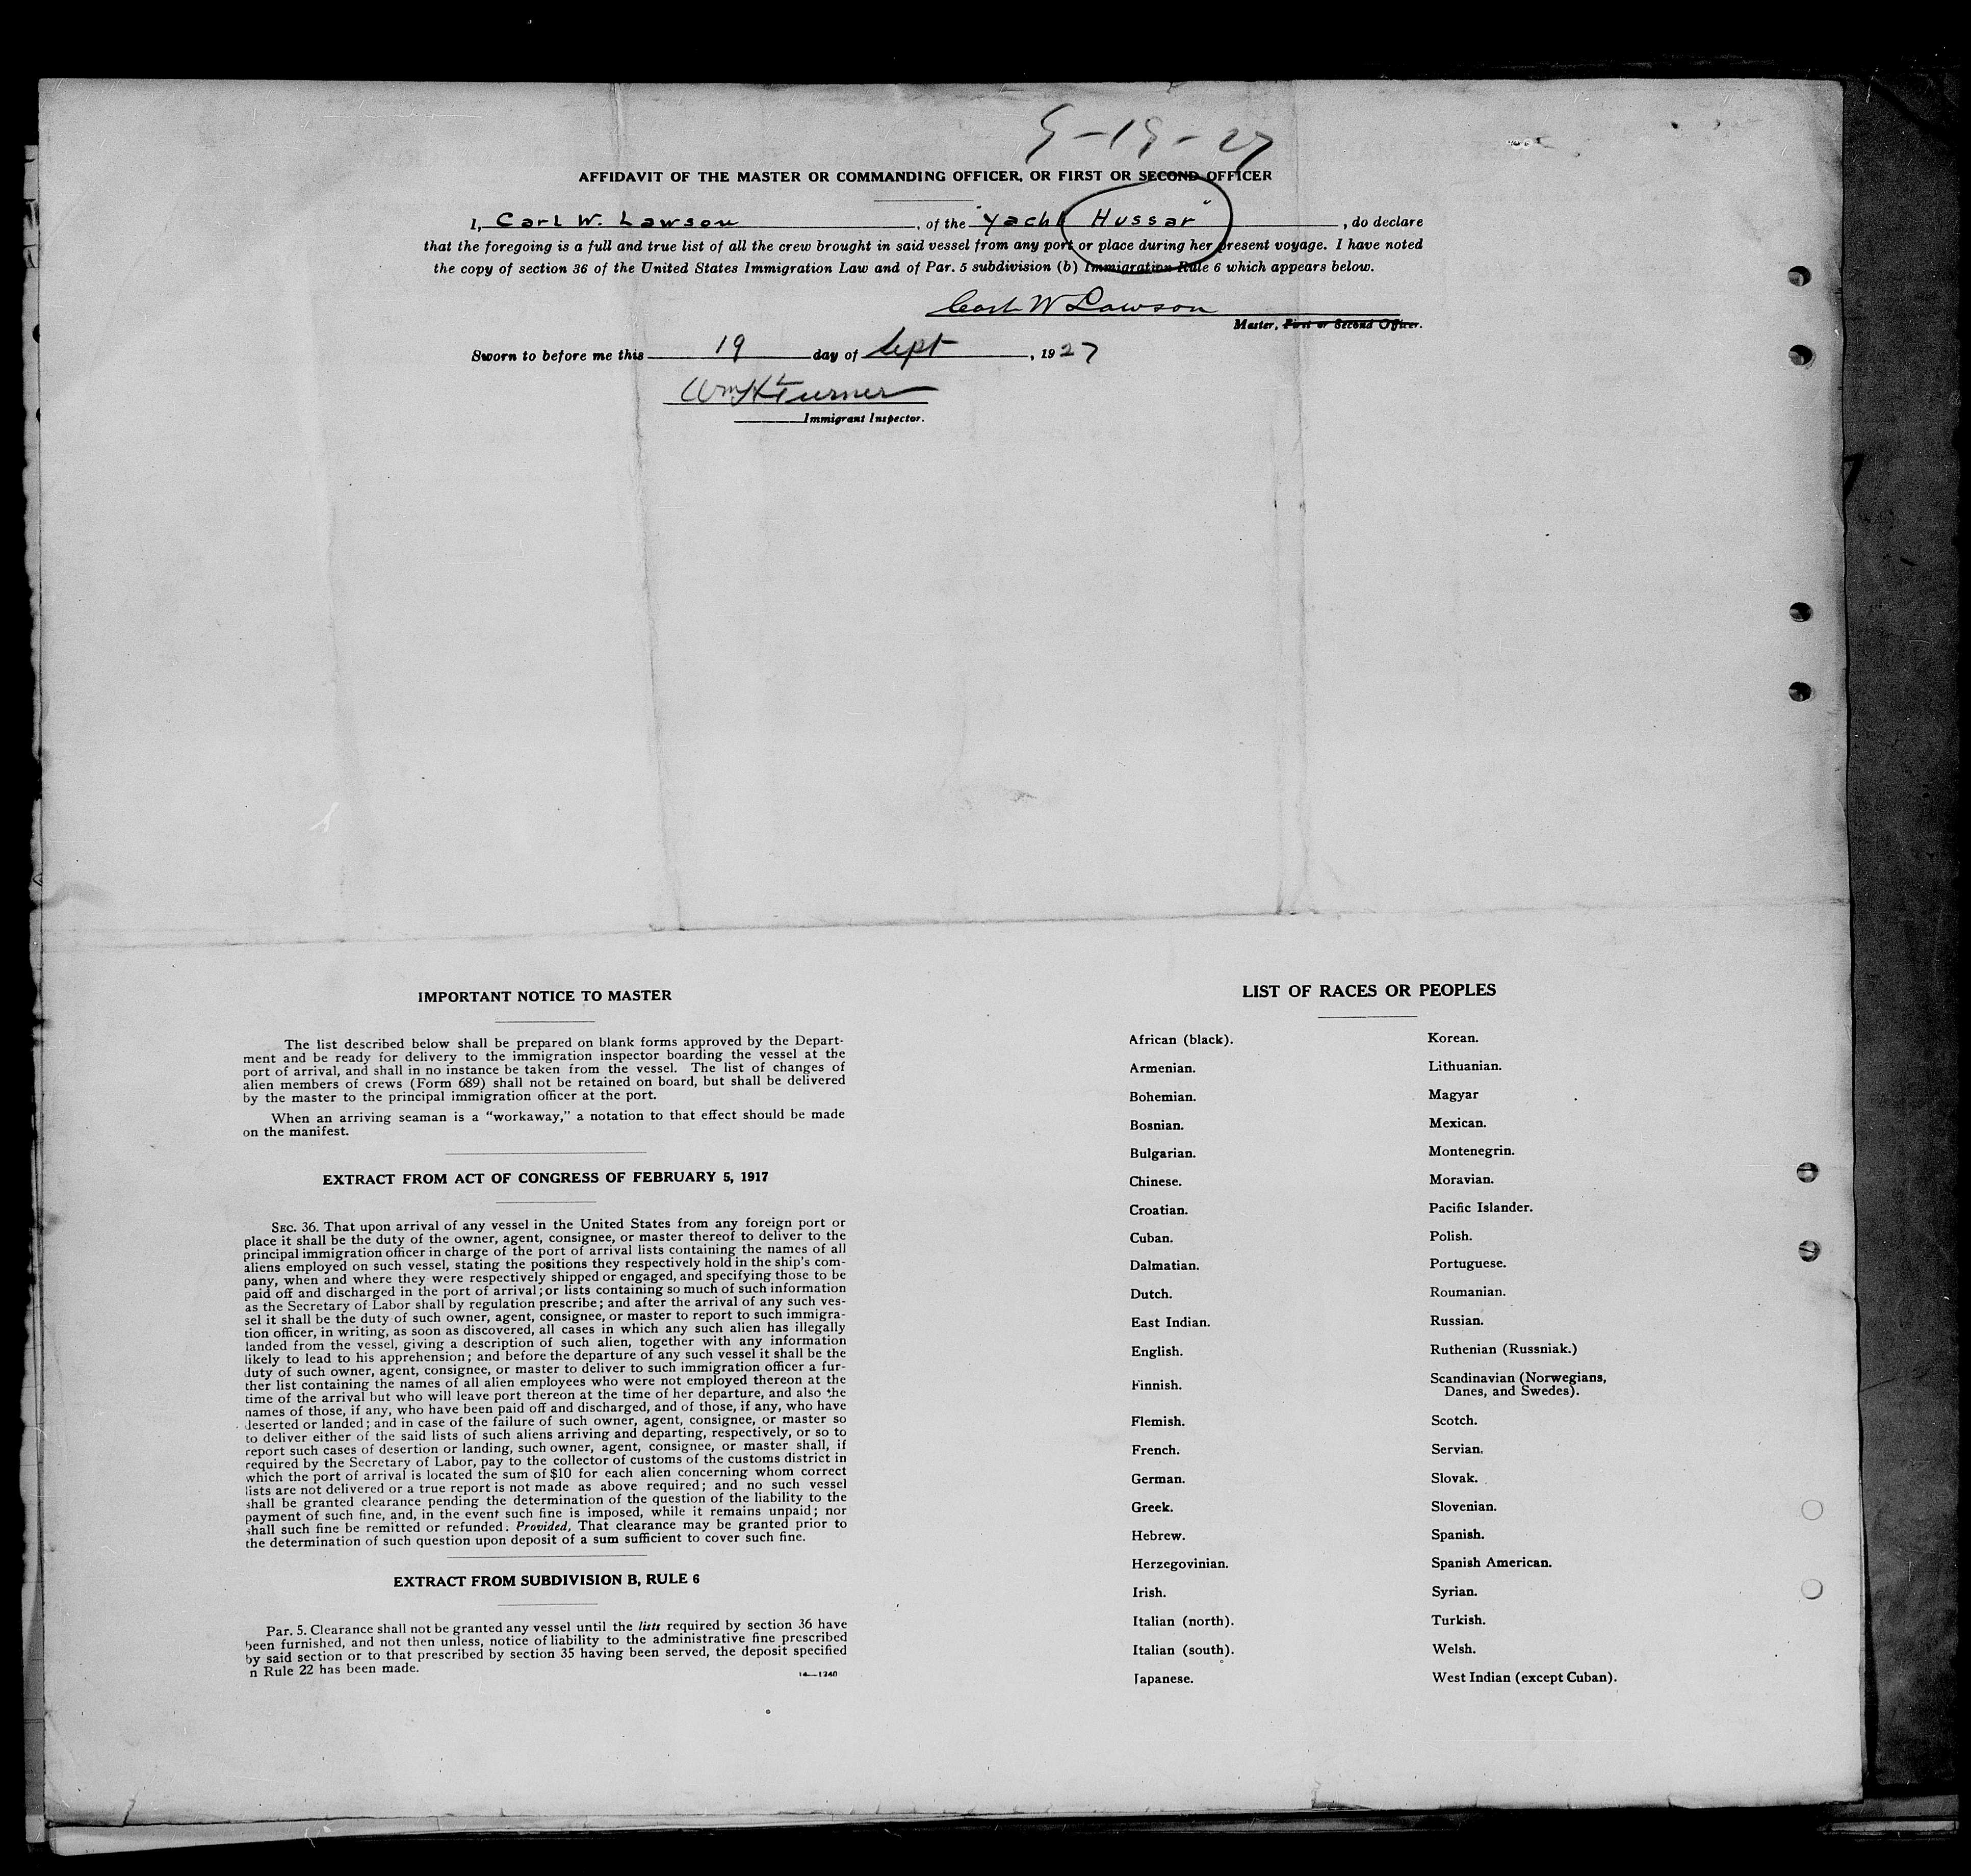 9-19-27
AFFIDAVIT OF THE MASTER OR COMMANDING OFFICER, OR FIRST OR SECOND OFFICER
I, Carl W. Lawson, of the "Yacht Hussar", do declare
that the foregoing is a full and true list of all the crew brought in said vessel from any port or place during her present voyage. I have noted
the copy of section 36 of the United States Immigration Law and of Par. 5 subdivision (b) Immigration Rule 6 which appears below.
Carl W Lawson
Master, First or Second Officer.
Sworn to before me this 19 day of Sept, 1927
Wm H Turner
Immigrant Inspector.
IMPORTANT NOTICE TO MASTER
The list described below shall be prepared on blank forms approved by the Depart-
ment and be ready for delivery to the immigration inspector boarding the vessel at the
port of arrival, and shall in no instance be taken from the vessel. The list of changes of
alien members of crews (Form 689) shall not be retained on board, but shall be delivered
by the master to the principal immigration officer at the port.
When an arriving seaman is a "workaway," a notation to that effect should be made
on the manifest.
EXTRACT FROM ACT OF CONGRESS OF FEBRUARY 5, 1917
SEC. 36. That upon arrival of any vessel in the United States from any foreign port or
place it shall be the duty of the owner, agent, consignee, or master thereof to deliver to the
principal immigration officer in charge of the port of arrival lists containing the names of all
aliens employed on such vessel, stating the positions they respectively hold in the ship's com-
pany, when and where they were respectively shipped or engaged, and specifying those to be
paid off and discharged in the port of arrival; or lists containing so much of such information
as the Secretary of Labor shall by regulation prescribe; and after the arrival of any such ves-
sel it shall be the duty of such owner, agent, consignee, or master to report to such immigra-
tion officer, in writing, as soon as discovered, all cases in which any such alien has illegally
landed from the vessel, giving a description of such alien, together with any information
likely to lead to his apprehension; and before the departure of any such vessel it shall be the
duty of such owner, agent, consignee, or master to deliver to such immigration officer a fur-
ther list containing the names of all alien employees who were not employed thereon at the
time of the arrival but who will leave port thereon at the time of her departure, and also the
names of those, if any, who have been paid off and discharged, and of those, if any, who have
deserted or landed; and in case of the failure of such owner, agent, consignee, or master so
to deliver either of the said lists of such aliens arriving and departing, respectively, or so to
report such cases of desertion or landing, such owner, agent, consignee, or master shall, if
required by the Secretary of Labor, pay to the collector of customs of the customs district in
which the port of arrival is located the sum of $10 for each alien concerning whom correct
lists are not delivered or a true report is not made as above required; and no such vessel
shall be granted clearance pending the determination of the question of the liability to the
payment of such fine, and, in the event such fine is imposed, while it remains unpaid; nor
shall such fine be remitted or refunded. Provided, That clearance may be granted prior to
the determination of such question upon deposit of a sum sufficient to cover such fine.
EXTRACT FROM SUBDIVISION B, RULE 6
Par. 5. Clearance shall not be granted any vessel until the lists required by section 36 have
been furnished, and not then unless, notice of liability to the administrative fine prescribed
by said section or to that prescribed by section 35 having been served, the deposit specified
n Rule 22 has been made.
14—1240
LIST OF RACES OR PEOPLES
African (black).
Armenian.
Bohemian.
Bosnian.
Bulgarian.
Chinese.
Croatian.
Cuban.
Dalmatian.
Dutch.
East Indian.
English.
Finnish.
Flemish.
French.
German.
Greek.
Hebrew.
Herzegovinian.
Irish.
Italian (north).
Italian (south).
Japanese.
Korean.
Lithuanian.
Magyar
Mexican.
Montenegrin.
Moravian.
Pacific Islander.
Polish.
Portuguese.
Roumanian.
Russian.
Ruthenian (Russniak.)
Scandinavian (Norwegians,
Danes, and Swedes).
Scotch.
Servian.
Slovak.
Slovenian.
Spanish.
Spanish American.
Syrian.
Turkish.
Welsh.
West Indian (except Cuban).